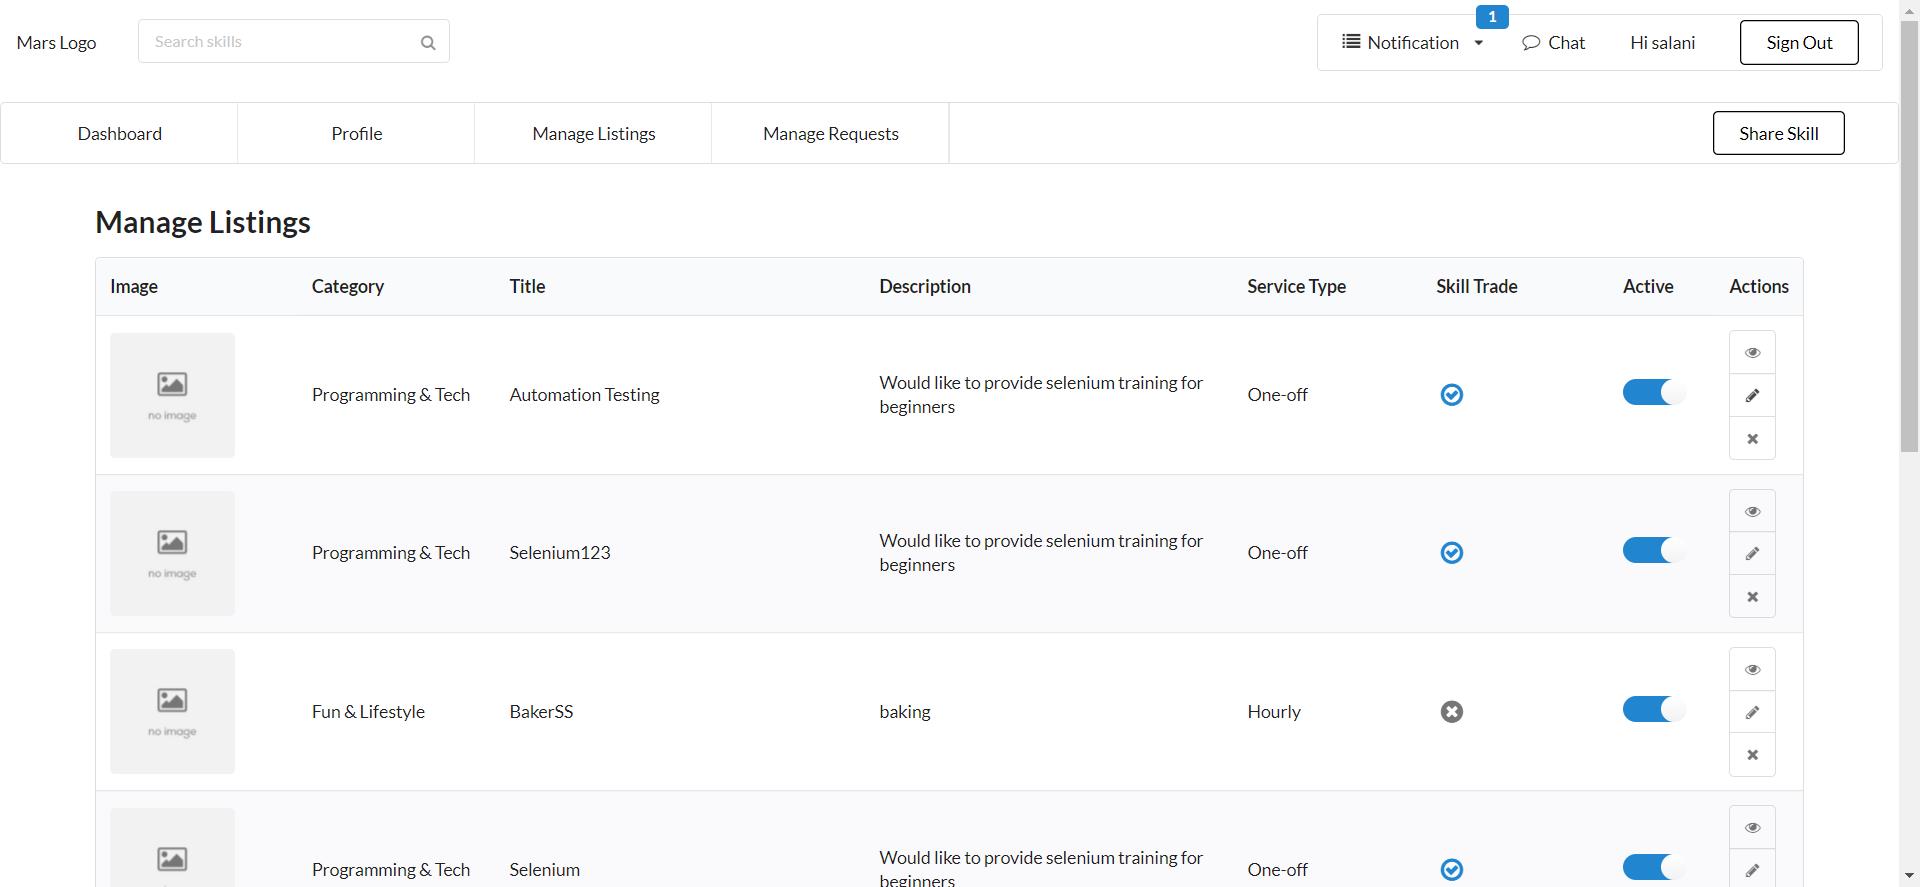 Mars Logo
Search skills
1
Notification
Chat
Hi salani
Sign Out
Dashboard
Profile
Manage Listings
Manage Requests
Share Skill
Manage Listings
Image
Category
Title
Description
Service Type
Skill Trade
Active
Actions
no image
Programming & Tech
Automation Testing
Would like to provide selenium training for
beginners
One-off
no image
Programming & Tech
Selenium123
Would like to provide selenium training for
beginners
One-off
no image
Fun & Lifestyle
BakerSS
baking
Hourly
Programming & Tech
Selenium
Would like to provide selenium training for
beginners
One-off